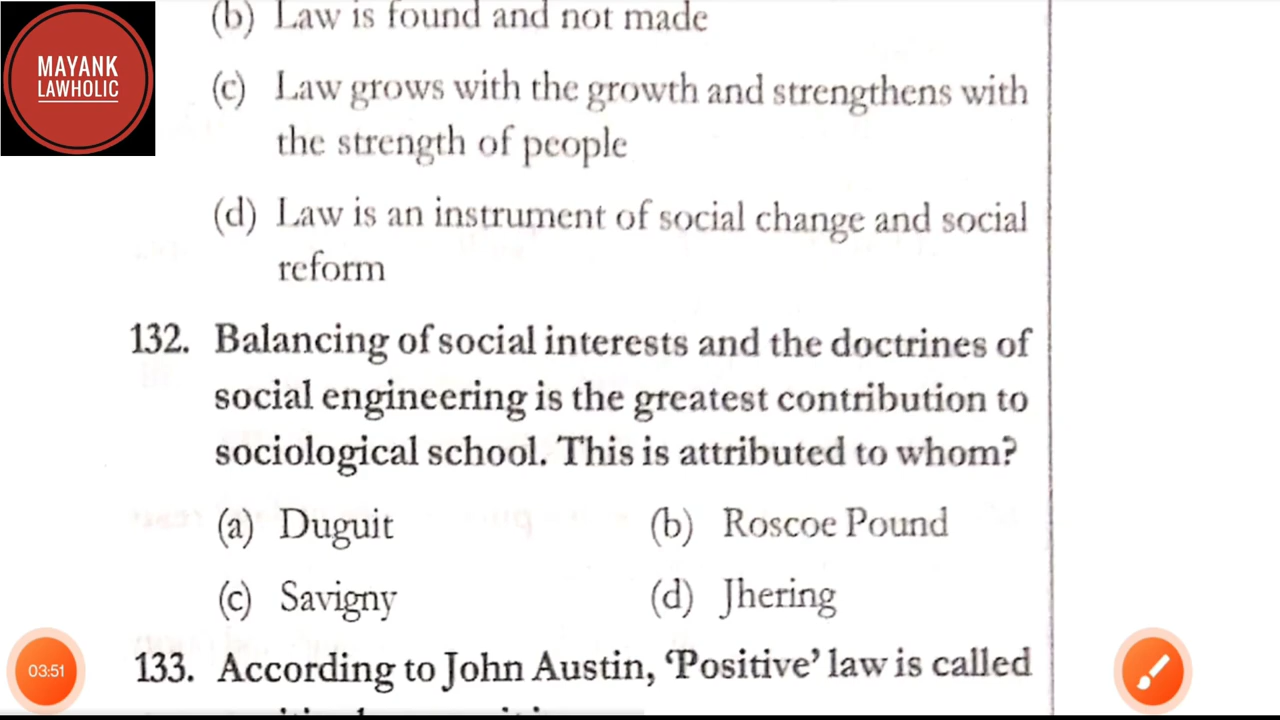 MAYANK
LAWHOLIC
(b) Law is found and not made
(c) Law grows with the growth and strengthens with
the strength of people
(d) Law is an instrument of social change and social
reform
132. Balancing of social interests and the doctrines of
social engineering is the greatest contribution to
sociological school. This is attributed to whom?
(a) Duguit (b) Roscoe Pound
(c) Savigny (d) Jhering
133. According to John Austin, 'Positive' law is called
03:51